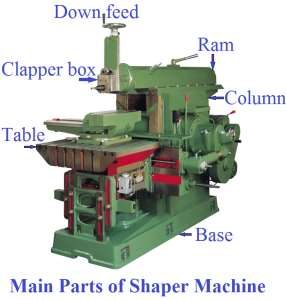 Down feed
Ram
Clapper box
Column
Table
Base
Main Parts of Shaper Machine